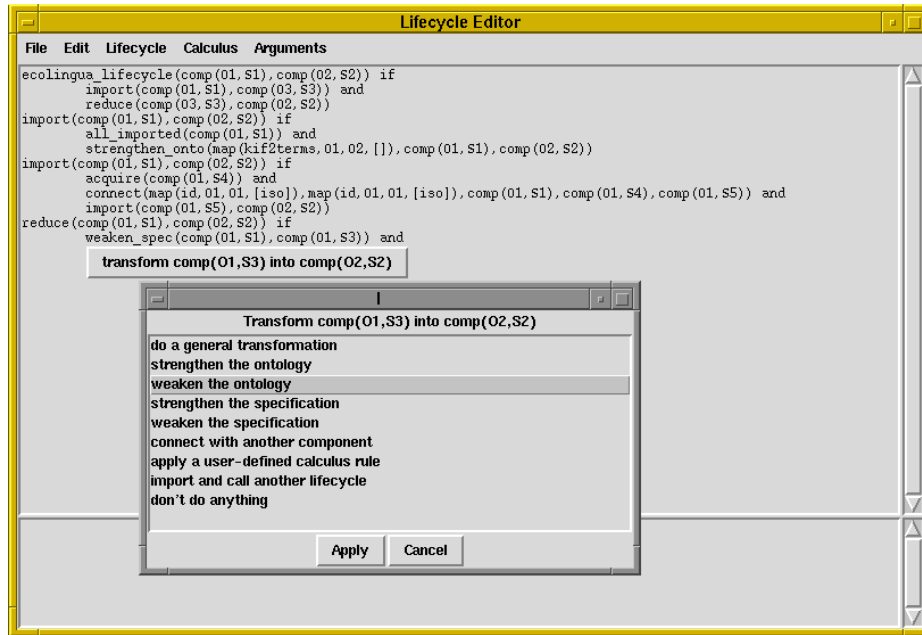 Lifecycle Editor
File Edit Lifecycle Calculus Arguments
ecolingua_lifecycle(comp(O1,S1),comp(O2,S2)) if
import(comp(O1,S1),comp(O3,S3)) and
reduce(comp(O3,S3),comp(O2,S2))
import(comp(O1,S1),comp(O2,S2)) if
all_imported(comp(O1,S1)) and
strengthen_onto(map(kif2terms,O1,O2,[]),comp(O1,S1),comp(O2,S2))
import(comp(O1,S1),comp(O2,S2)) if
acquire(comp(O1,S4)) and
connect(map(id,O1,O1,[iso]),map(id,O1,O1,[iso]),comp(O1,S1),comp(O1,S4),comp(O1,S5)) and
import(comp(O1,S5),comp(O2,S2))
reduce(comp(O1,S1),comp(O2,S2)) if
weaken_spec(comp(O1,S1),comp(O1,S3)) and
transform comp(O1,S3) into comp(O2,S2)
I
Transform comp(O1,S3) into comp(O2,S2)
do a general transformation
strengthen the ontology
weaken the ontology
strengthen the specification
weaken the specification
connect with another component
apply a user-defined calculus rule
import and call another lifecycle
don't do anything
Apply Cancel